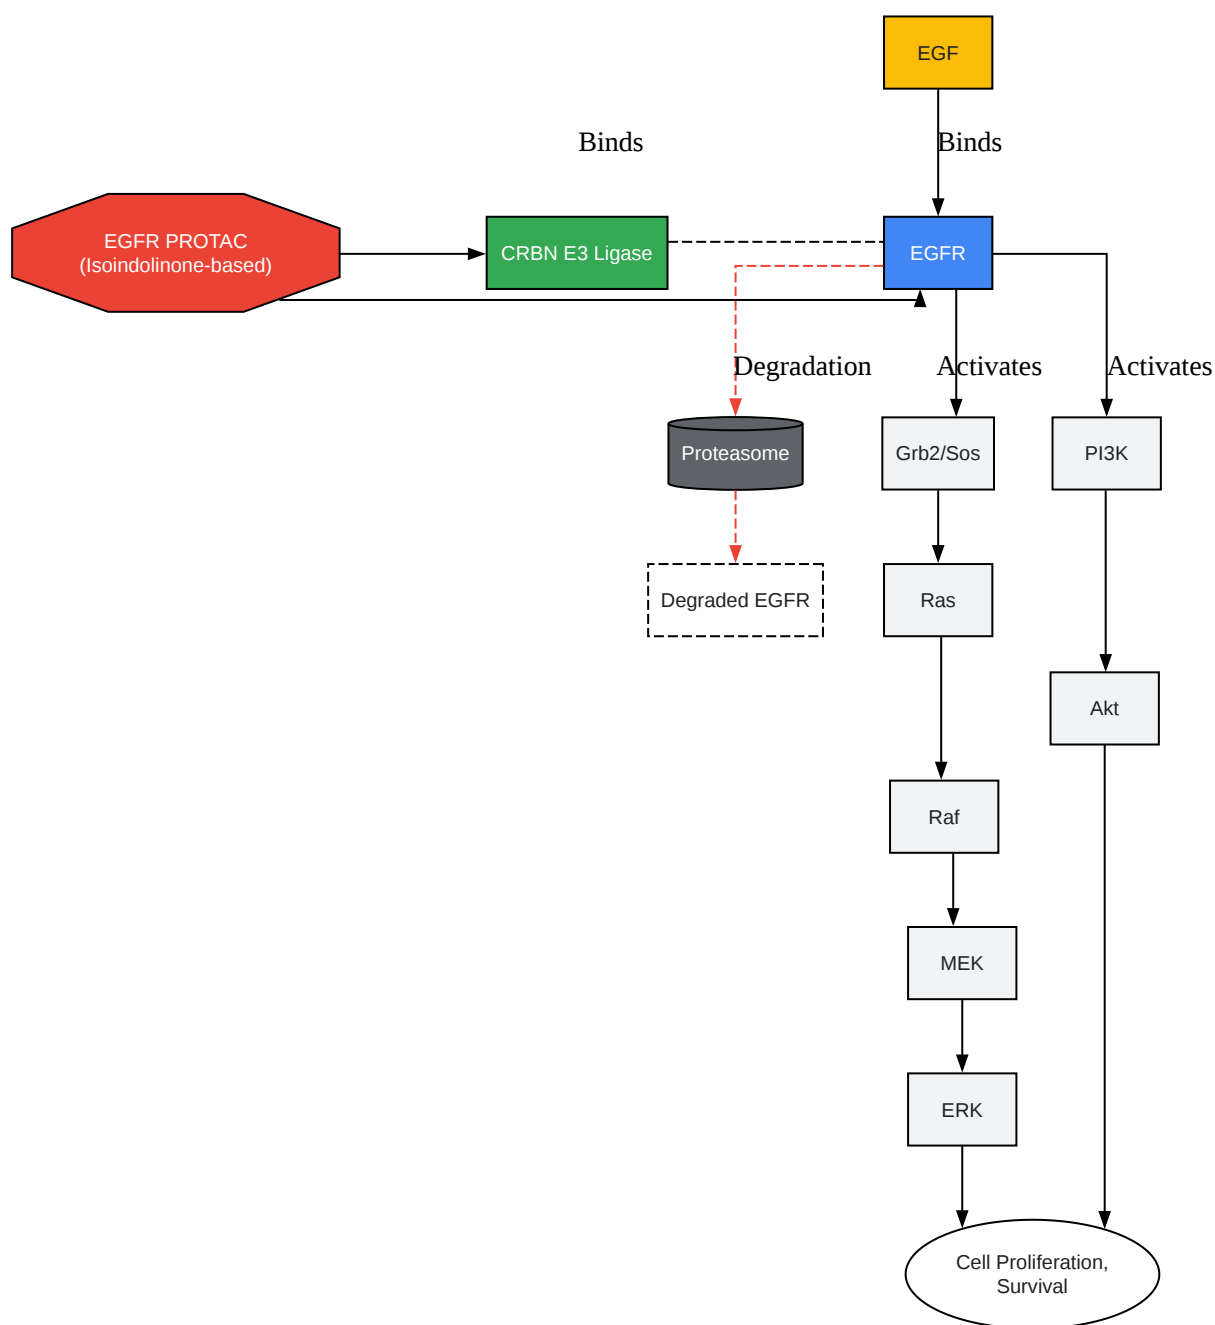 EGF
Binds
Binds
EGFR PROTAC
(Isoindolinone-based)
CRBN E3 Ligase
EGFR
Degradation
Activates
Activates
Proteasome
Grb2/Sos
PI3K
Degraded EGFR
Ras
Akt
Raf
MEK
ERK
Cell Proliferation,
Survival